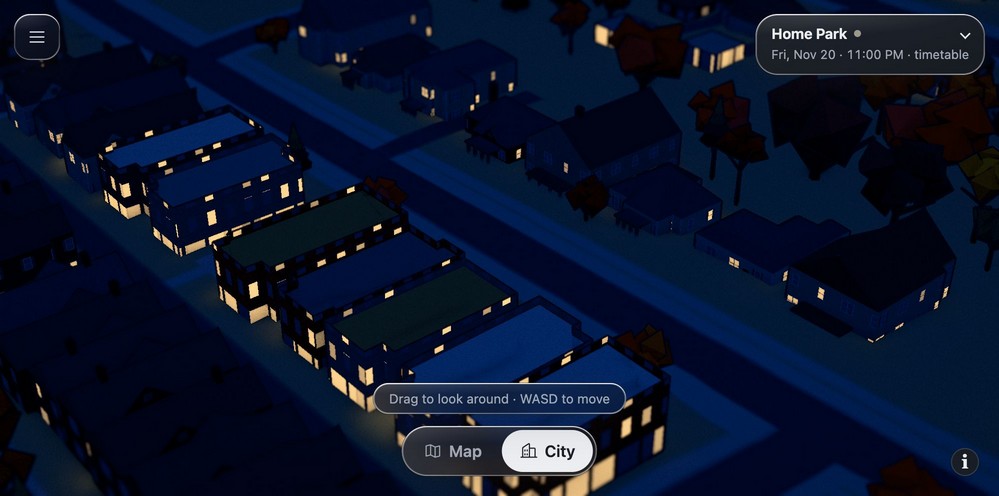 Home Park
Fri, Nov 20 · 11:00 PM · timetable
Drag to look around · WASD to move
Map
City
i